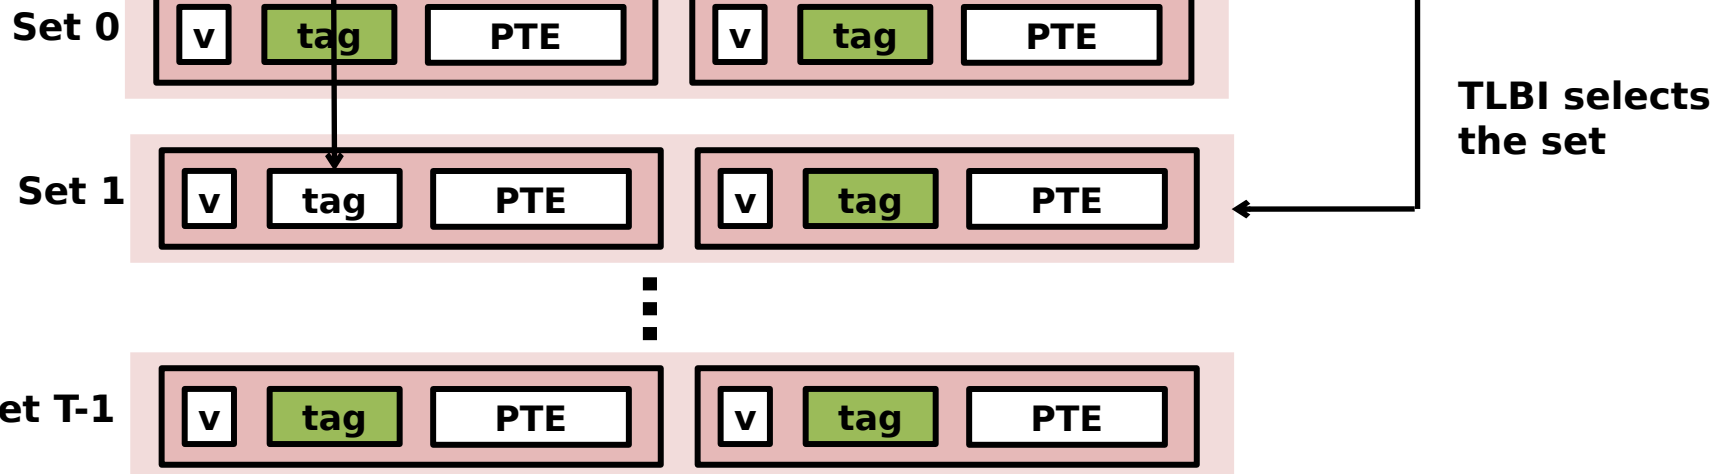 Set 0 v tag PTE v tag PTE
TLBI selects
the set
Set 1 v tag PTE v tag PTE
et T-1 v tag PTE v tag PTE